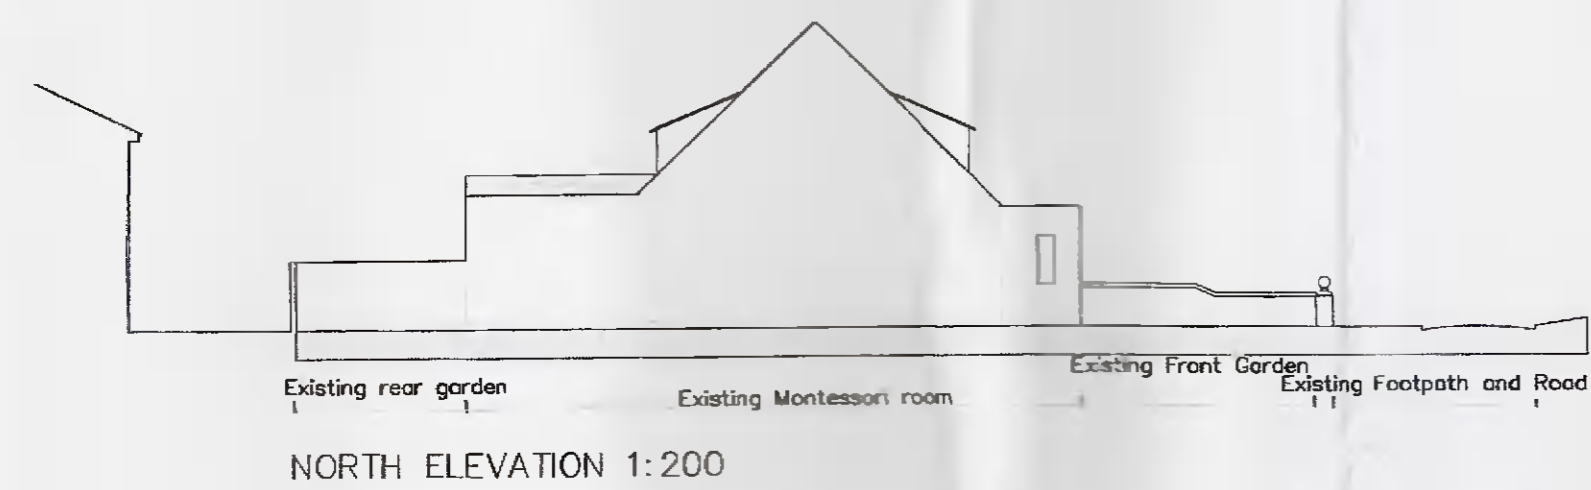 Existing rear garden
Existing Montessori room
Existing Front Garden
Existing Footpath and Road
NORTH ELEVATION 1:200